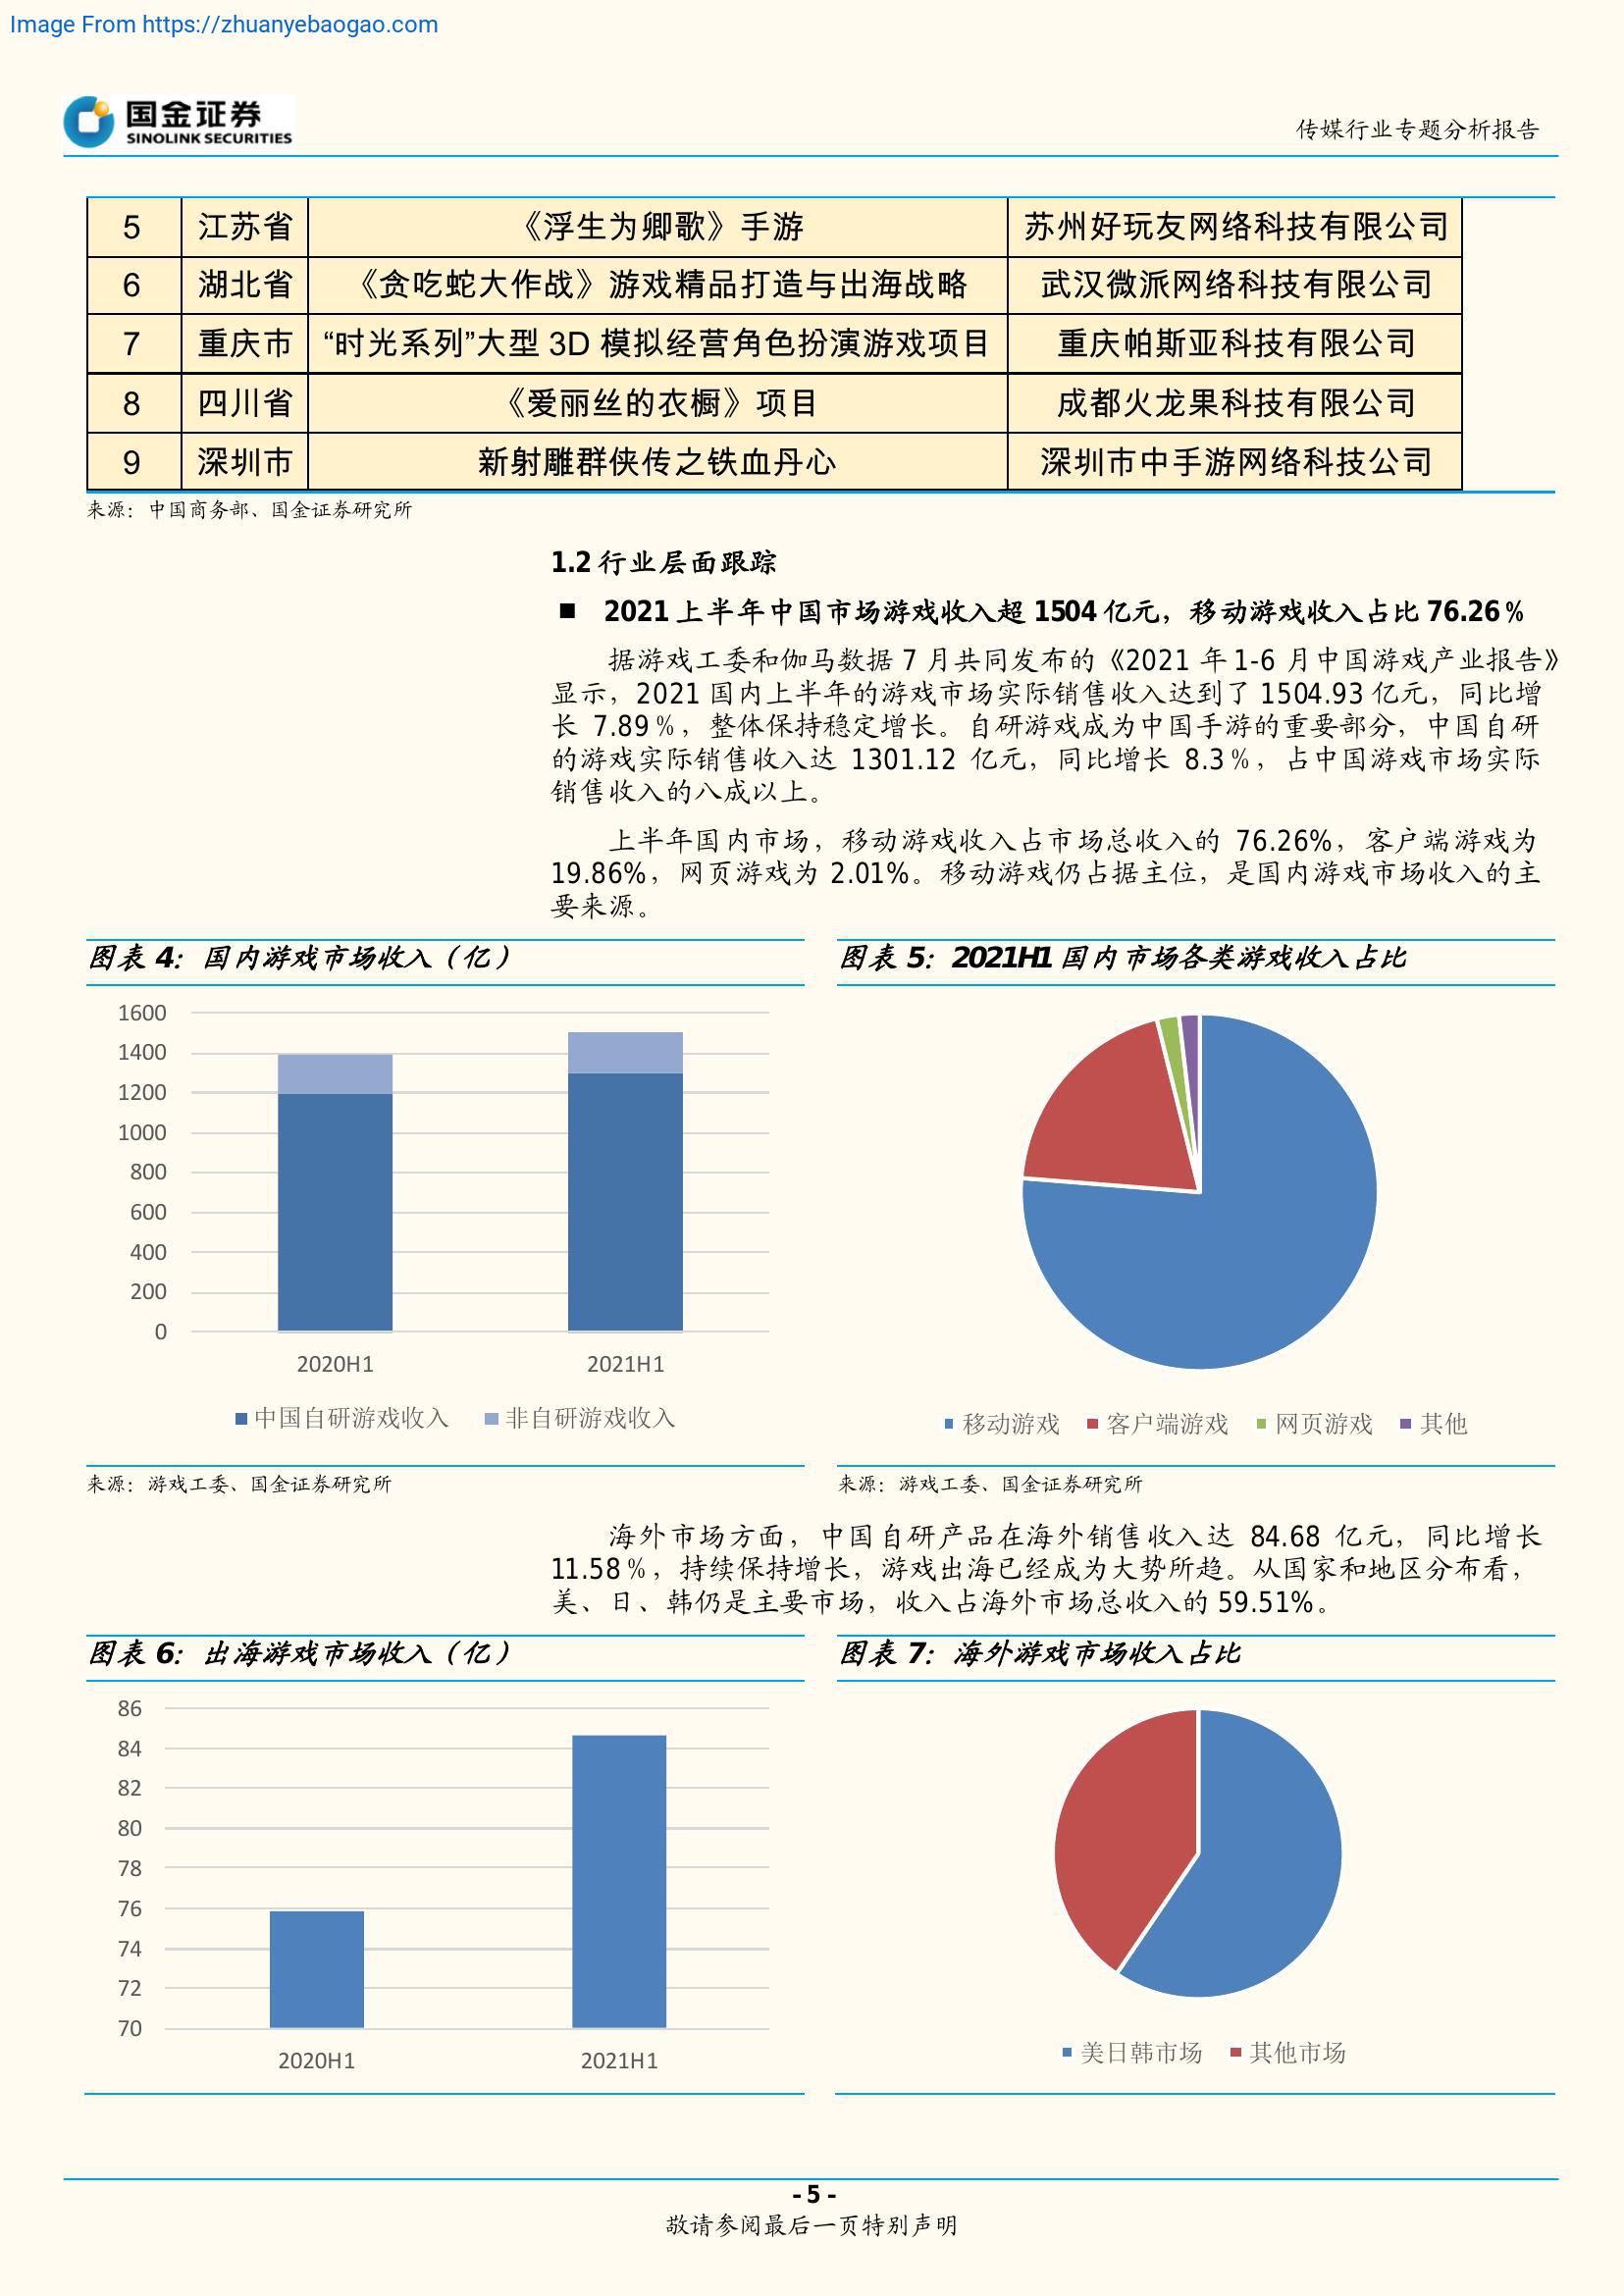 Image From https://zhuanyebaogao.com
国金证券
SINOLINK SECURITIES
传媒行业专题分析报告
5 江苏省 《浮生为卿歌》手游 苏州好玩友网络科技有限公司
6 湖北省 《贪吃蛇大作战》游戏精品打造与出海战略 武汉微派网络科技有限公司
7 重庆市 “时光系列”大型 3D 模拟经营角色扮演游戏项目 重庆帕斯亚科技有限公司
8 四川省 《爱丽丝的衣橱》项目 成都火龙果科技有限公司
9 深圳市 新射雕群侠传之铁血丹心 深圳市中手游网络科技公司
来源：中国商务部、国金证券研究所
1.2 行业层面跟踪
■ 2021 上半年中国市场游戏收入超 1504 亿元，移动游戏收入占比 76.26%
据游戏工委和伽马数据 7 月共同发布的《2021 年 1-6 月中国游戏产业报告》
显示，2021 国内上半年的游戏市场实际销售收入达到了 1504.93 亿元，同比增
长 7.89%，整体保持稳定增长。自研游戏成为中国手游的重要部分，中国自研
的游戏实际销售收入达 1301.12 亿元，同比增长 8.3%，占中国游戏市场实际
销售收入的八成以上。
上半年国内市场，移动游戏收入占市场总收入的 76.26%，客户端游戏为
19.86%，网页游戏为 2.01%。移动游戏仍占据主位，是国内游戏市场收入的主
要来源。
图表 4：国内游戏市场收入（亿）
1600
1400
1200
1000
800
600
400
200
0
2020H1 2021H1
中国自研游戏收入 非自研游戏收入
来源：游戏工委、国金证券研究所
图表 5：2021H1 国内市场各类游戏收入占比
移动游戏 客户端游戏 网页游戏 其他
来源：游戏工委、国金证券研究所
海外市场方面，中国自研产品在海外销售收入达 84.68 亿元，同比增长
11.58%，持续保持增长，游戏出海已经成为大势所趋。从国家和地区分布看，
美、日、韩仍是主要市场，收入占海外市场总收入的 59.51%。
图表 6：出海游戏市场收入（亿）
86
84
82
80
78
76
74
72
70
2020H1 2021H1
图表 7：海外游戏市场收入占比
美日韩市场 其他市场
- 5 -
敬请参阅最后一页特别声明